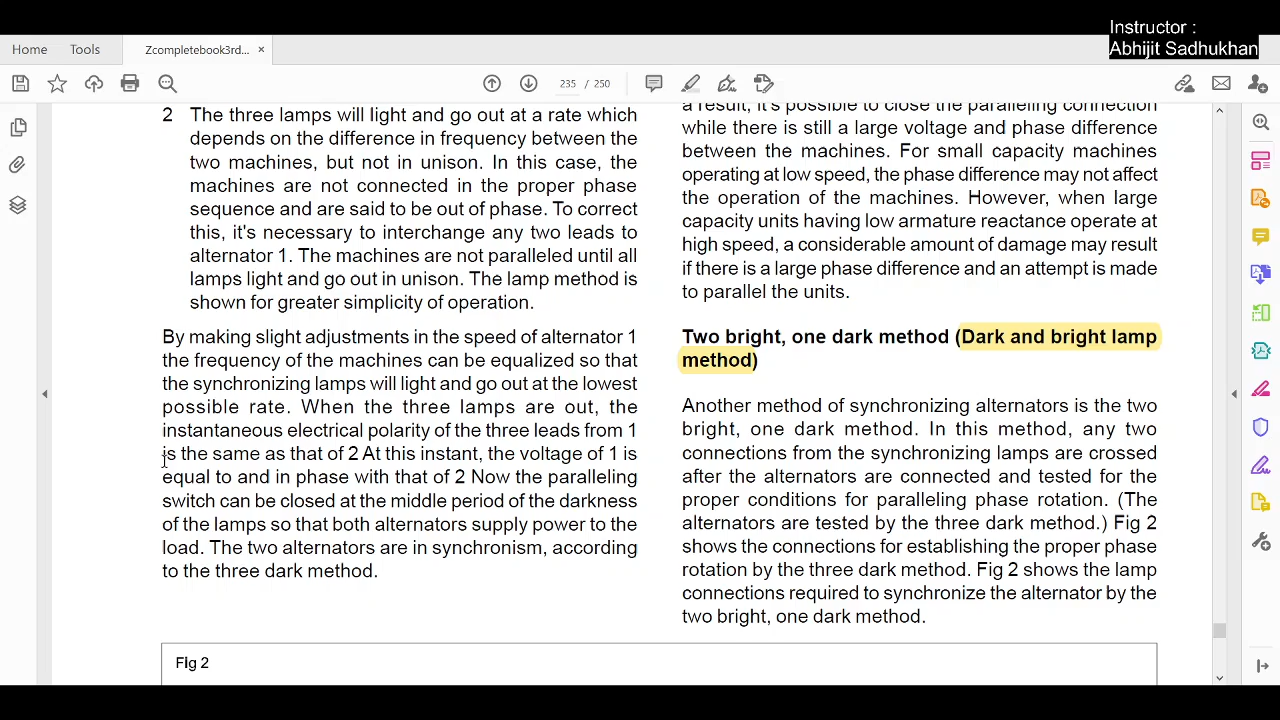 Instructor :
Abhijit Sadhukhan
Home Tools Zcompletebook3rd... ×
235 / 250
2 The three lamps will light and go out at a rate which
depends on the difference in frequency between the
two machines, but not in unison. In this case, the
machines are not connected in the proper phase
sequence and are said to be out of phase. To correct
this, it's necessary to interchange any two leads to
alternator 1. The machines are not paralleled until all
lamps light and go out in unison. The lamp method is
shown for greater simplicity of operation.
By making slight adjustments in the speed of alternator 1
the frequency of the machines can be equalized so that
the synchronizing lamps will light and go out at the lowest
possible rate. When the three lamps are out, the
instantaneous electrical polarity of the three leads from 1
is the same as that of 2 At this instant, the voltage of 1 is
equal to and in phase with that of 2 Now the paralleling
switch can be closed at the middle period of the darkness
of the lamps so that both alternators supply power to the
load. The two alternators are in synchronism, according
to the three dark method.
a result, it's possible to close the paralleling connection
while there is still a large voltage and phase difference
between the machines. For small capacity machines
operating at low speed, the phase difference may not affect
the operation of the machines. However, when large
capacity units having low armature reactance operate at
high speed, a considerable amount of damage may result
if there is a large phase difference and an attempt is made
to parallel the units.
Two bright, one dark method (Dark and bright lamp
method)
Another method of synchronizing alternators is the two
bright, one dark method. In this method, any two
connections from the synchronizing lamps are crossed
after the alternators are connected and tested for the
proper conditions for paralleling phase rotation. (The
alternators are tested by the three dark method.) Fig 2
shows the connections for establishing the proper phase
rotation by the three dark method. Fig 2 shows the lamp
connections required to synchronize the alternator by the
two bright, one dark method.
Fig 2